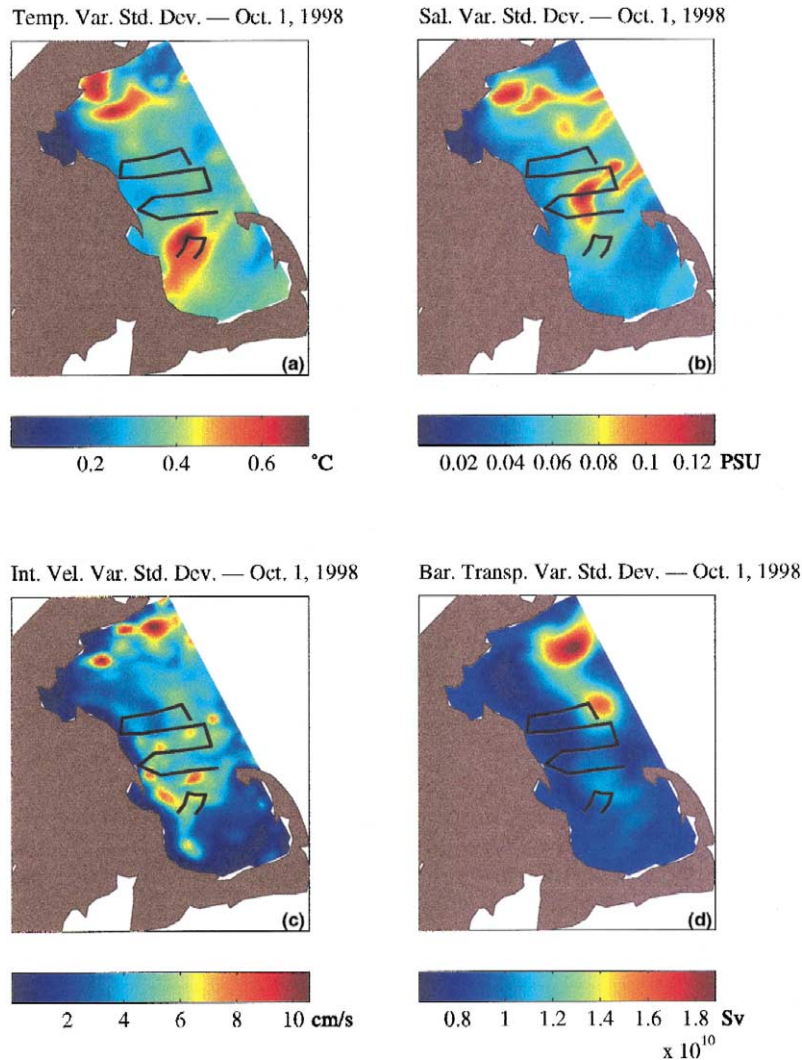 Temp. Var. Std. Dev. — Oct. 1, 1998
Sal. Var. Std. Dev. — Oct. 1, 1998
(a)
(b)
0.2 0.4 0.6 °C
0.02 0.04 0.06 0.08 0.1 0.12 PSU
Int. Vel. Var. Std. Dev. — Oct. 1, 1998
Bar. Transp. Var. Std. Dev. — Oct. 1, 1998
(c)
(d)
2 4 6 8 10 cm/s
0.8 1 1.2 1.4 1.6 1.8 Sv
x 10^10